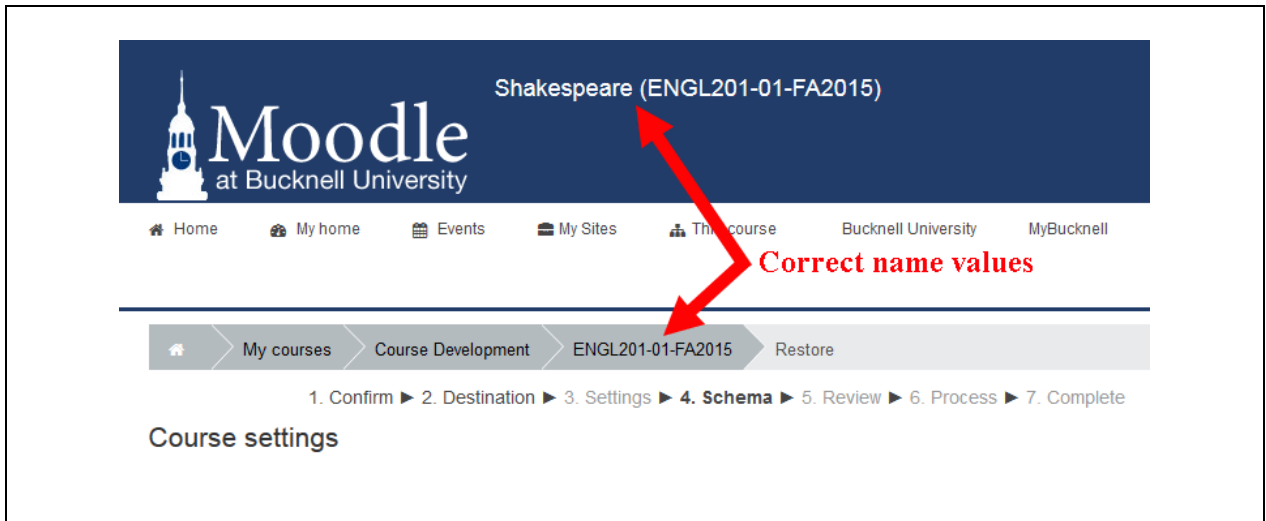 Shakespeare (ENGL201-01-FA2015)
Moodle
at Bucknell University
Home My home Events My Sites This course Bucknell University MyBucknell
Correct name values
My courses Course Development ENGL201-01-FA2015 Restore
1. Confirm ► 2. Destination ► 3. Settings ► 4. Schema ► 5. Review ► 6. Process ► 7. Complete
Course settings